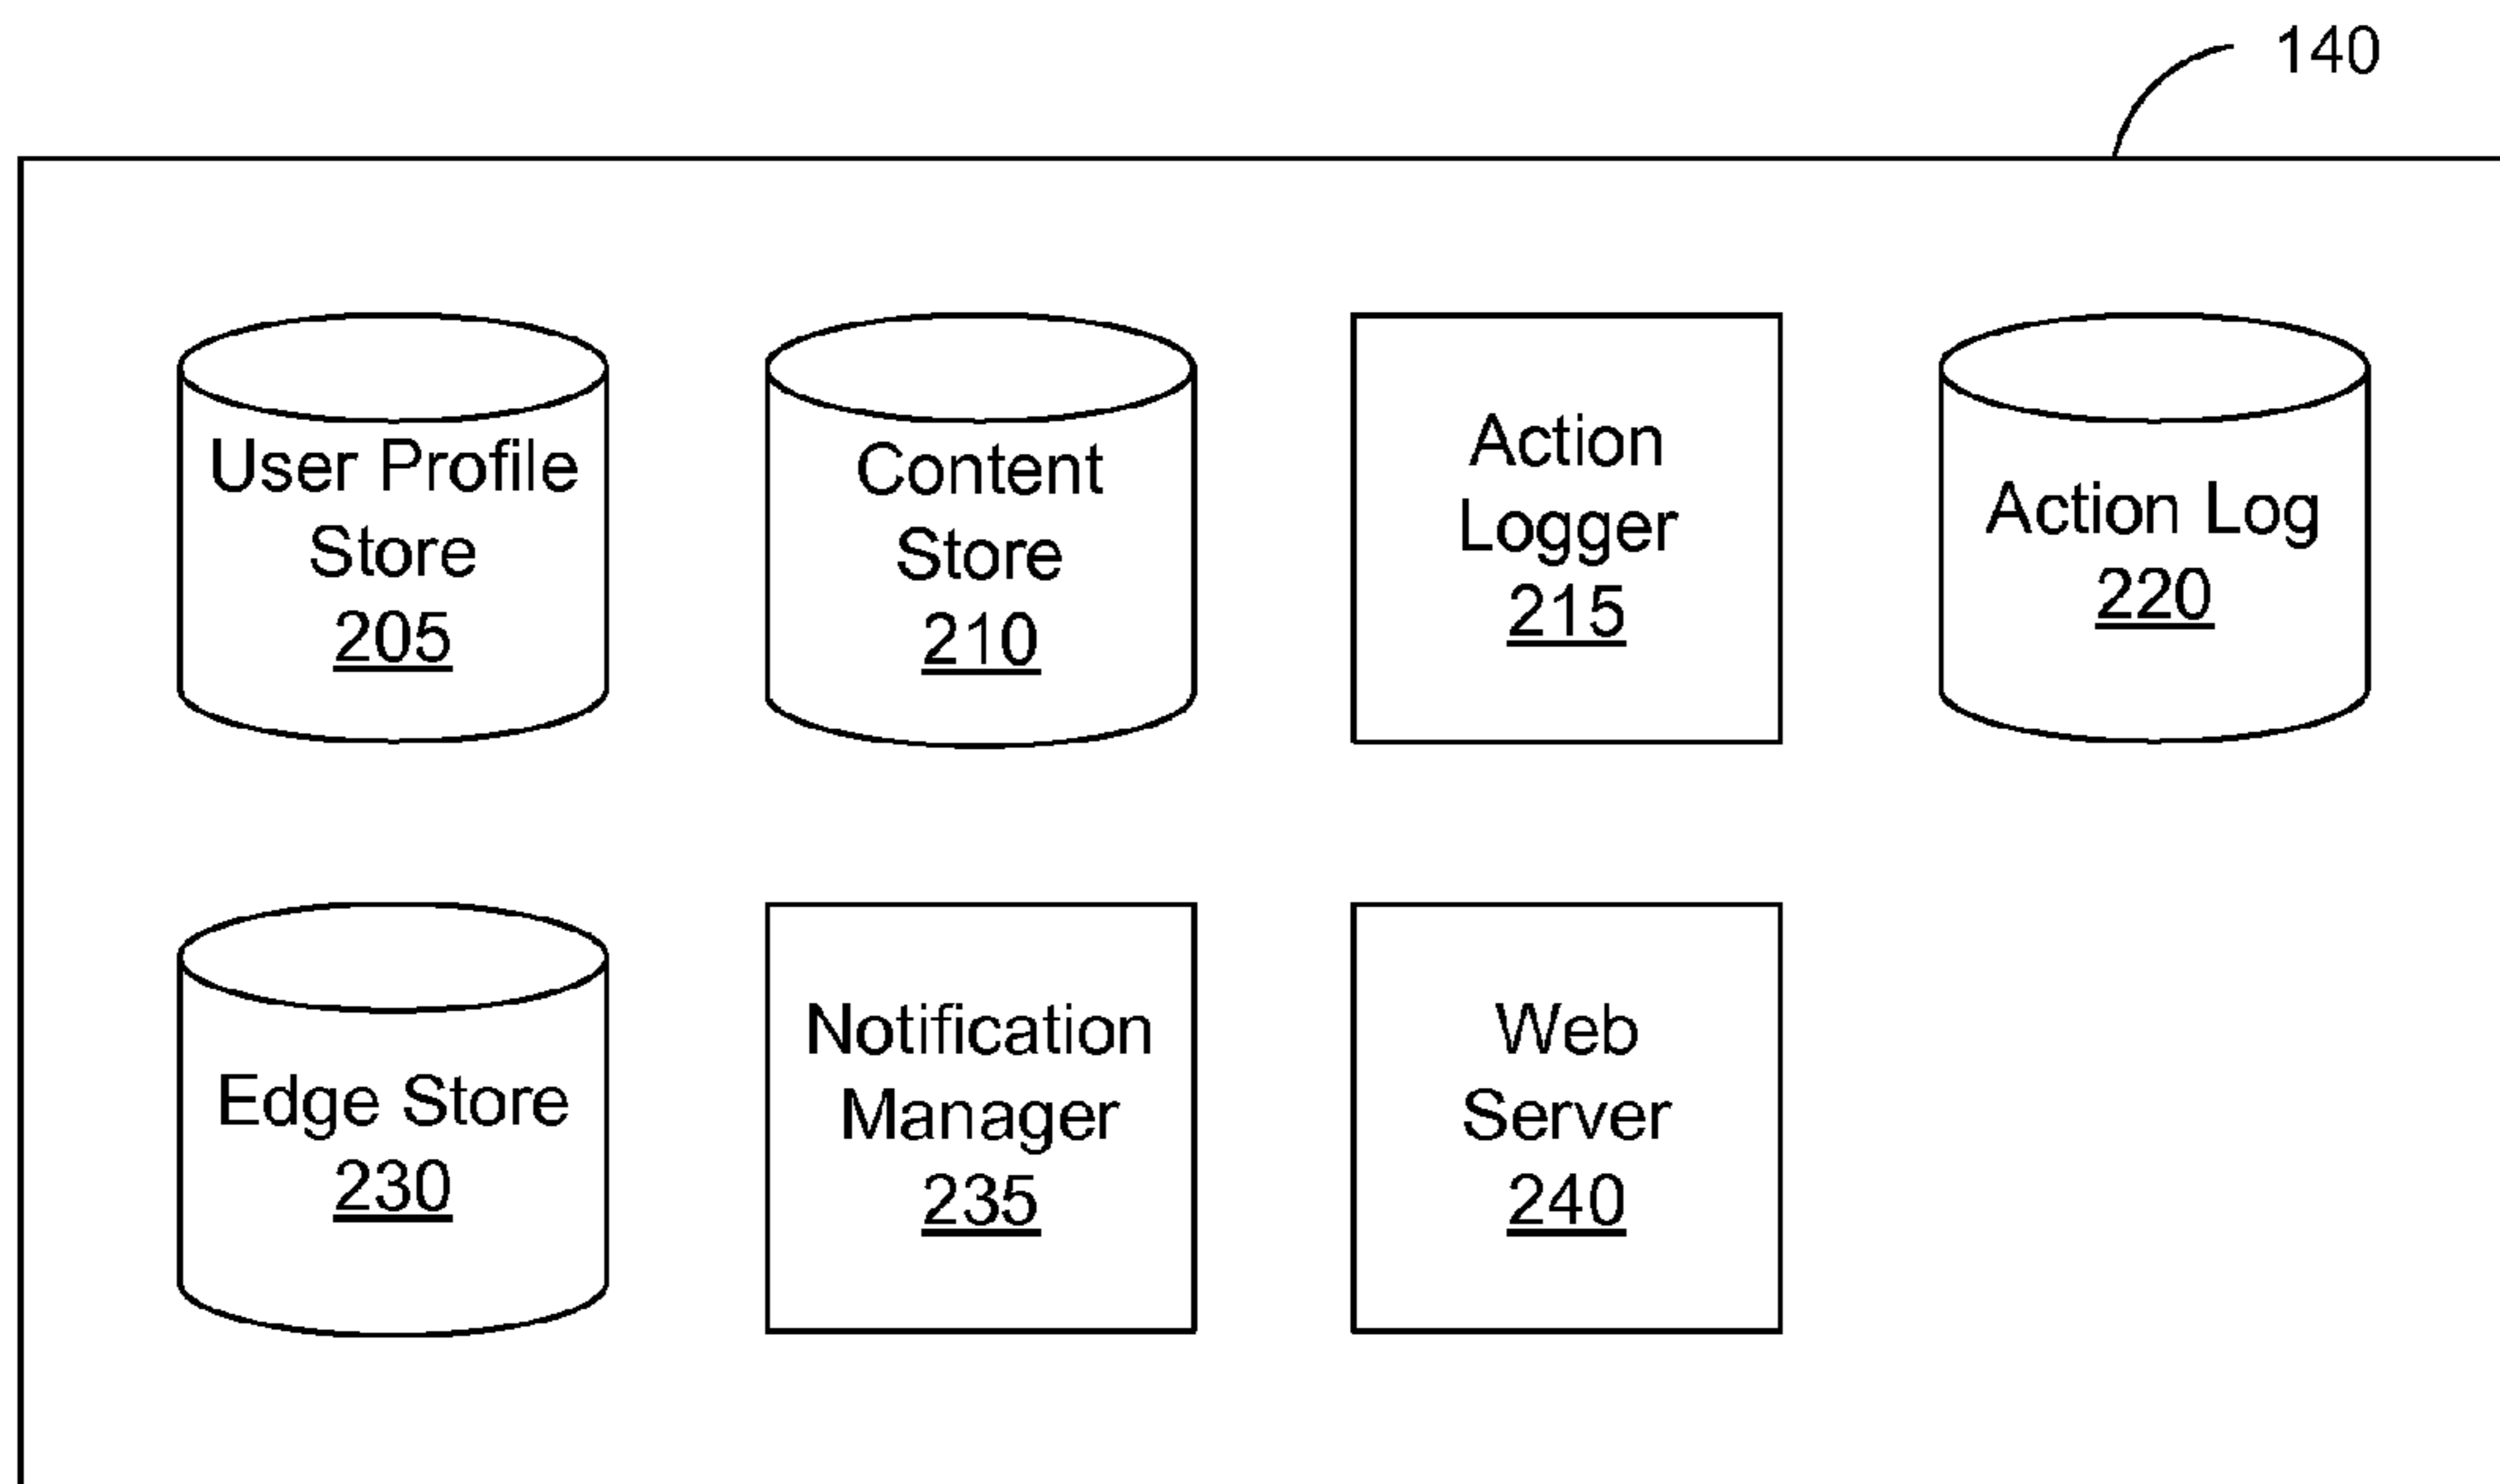 140
User Profile
Store
205
Content
Store
210
Action
Logger
215
Action Log
220
Edge Store
230
Notification
Manager
235
Web
Server
240